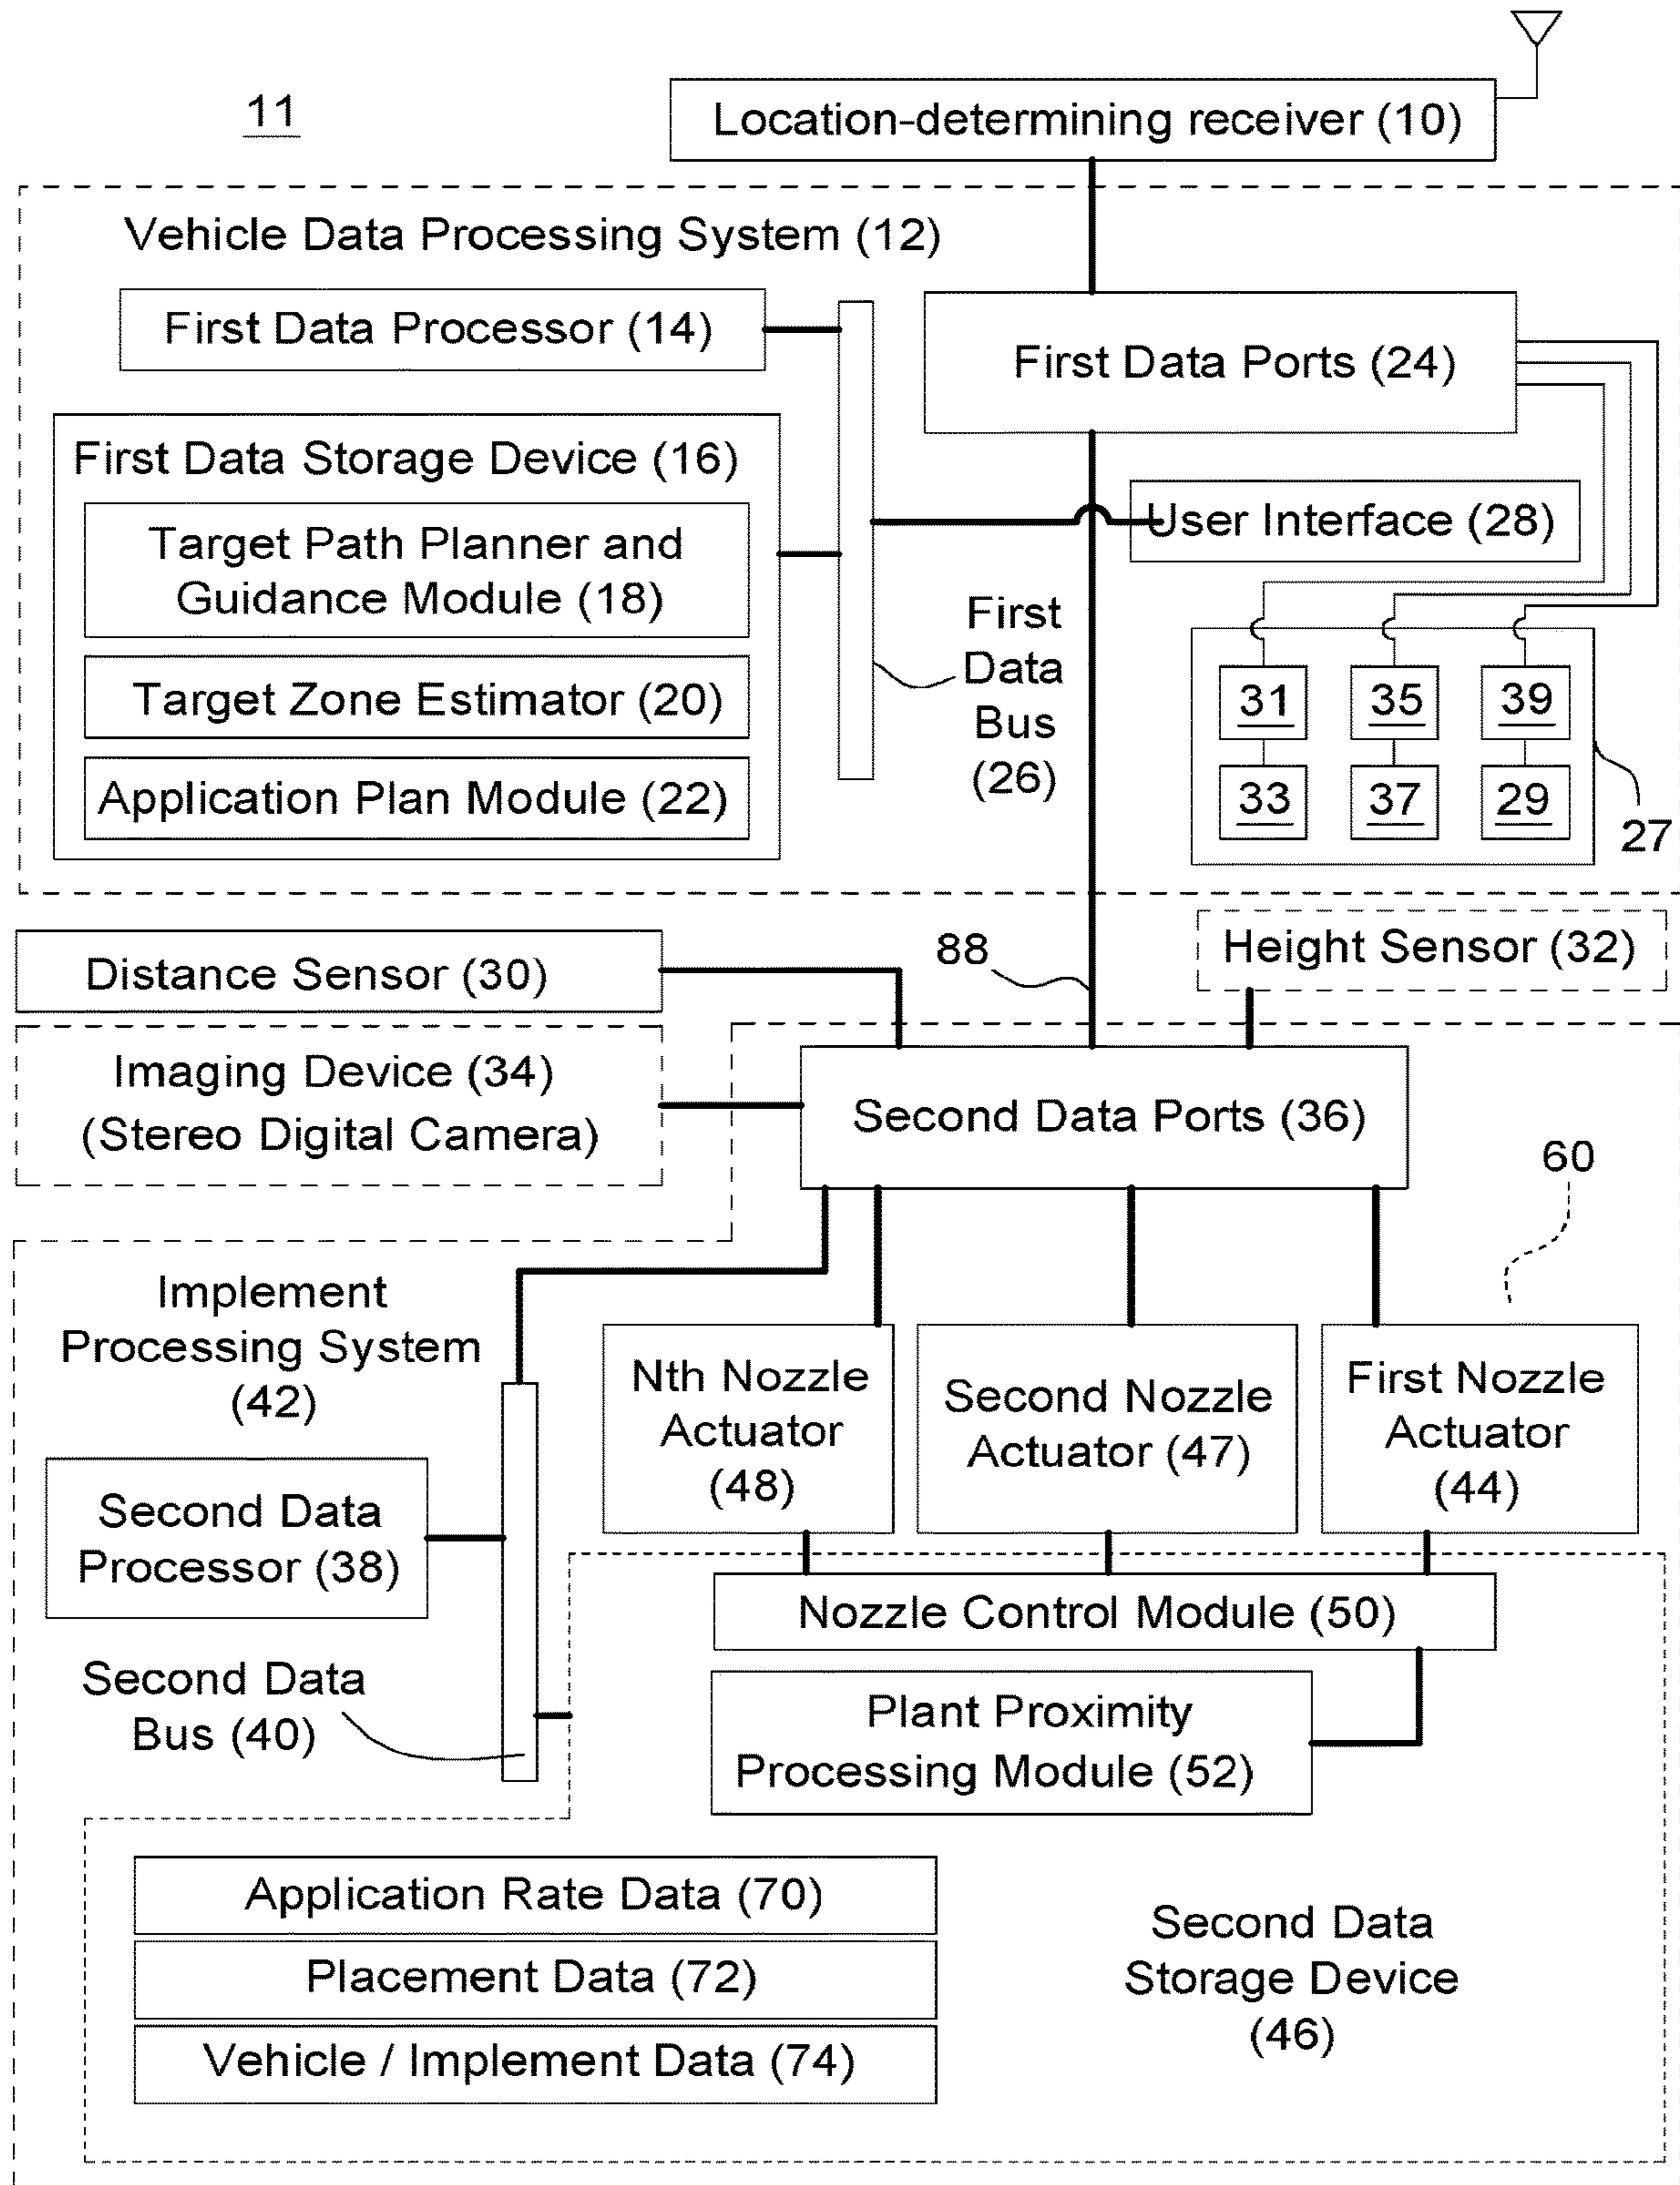 11
Location-determining receiver (10)
Vehicle Data Processing System (12)
First Data Processor (14)
First Data Ports (24)
First Data Storage Device (16)
Target Path Planner and
Guidance Module (18)
Target Zone Estimator (20)
Application Plan Module (22)
User Interface (28)
First
Data
Bus
(26)
31
35
39
33
37
29
27
Distance Sensor (30)
88
Height Sensor (32)
Imaging Device (34)
(Stereo Digital Camera)
Second Data Ports (36)
60
Implement
Processing System
(42)
Nth Nozzle
Actuator
(48)
Second Nozzle
Actuator (47)
First Nozzle
Actuator
(44)
Second Data
Processor (38)
Nozzle Control Module (50)
Second Data
Bus (40)
Plant Proximity
Processing Module (52)
Application Rate Data (70)
Placement Data (72)
Vehicle / Implement Data (74)
Second Data
Storage Device
(46)